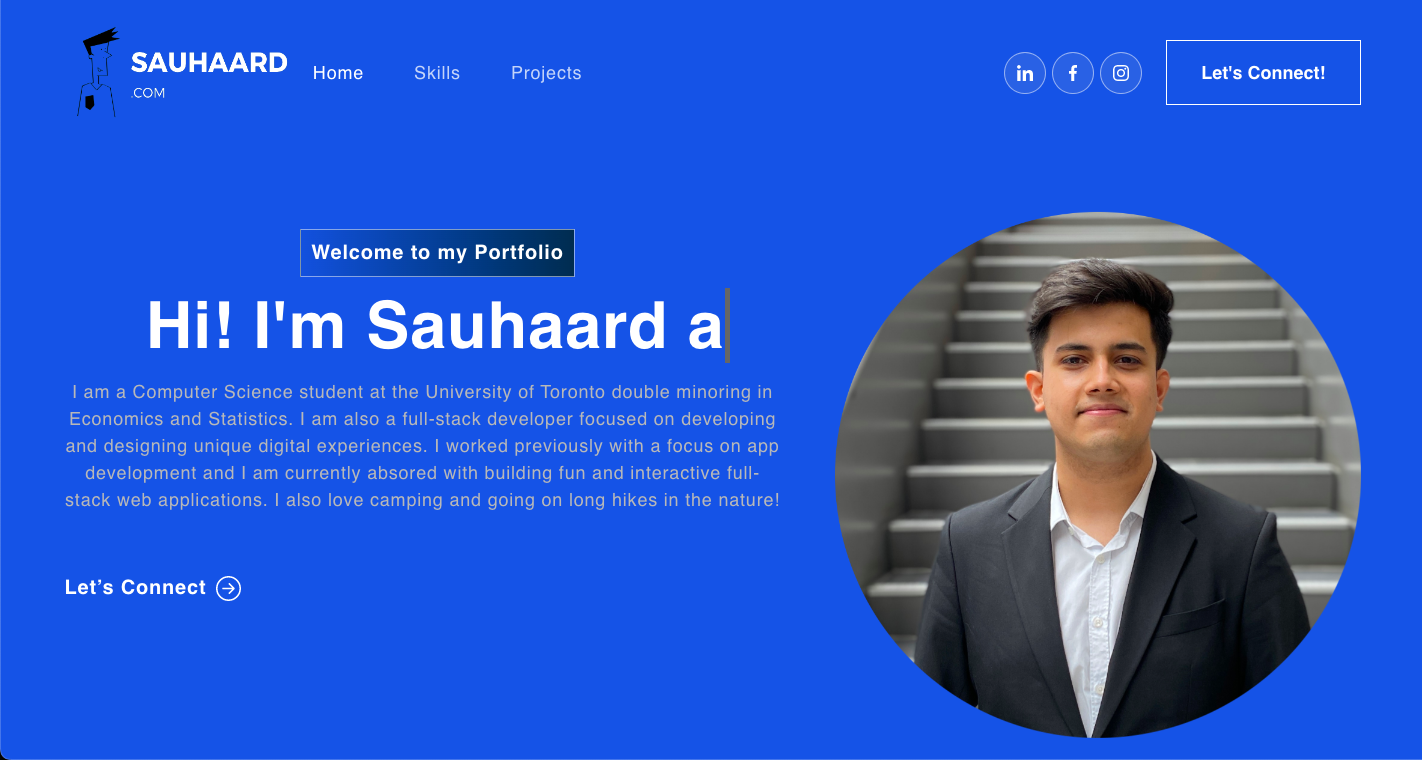 SAUHAARD
.COM
Home
Skills
Projects
in
f
Let's Connect!
Welcome to my Portfolio
Hi! I'm Sauhaard a
I am a Computer Science student at the University of Toronto double minoring in
Economics and Statistics. I am also a full-stack developer focused on developing
and designing unique digital experiences. I worked previously with a focus on app
development and I am currently absored with building fun and interactive full-
stack web applications. I also love camping and going on long hikes in the nature!
Let’s Connect